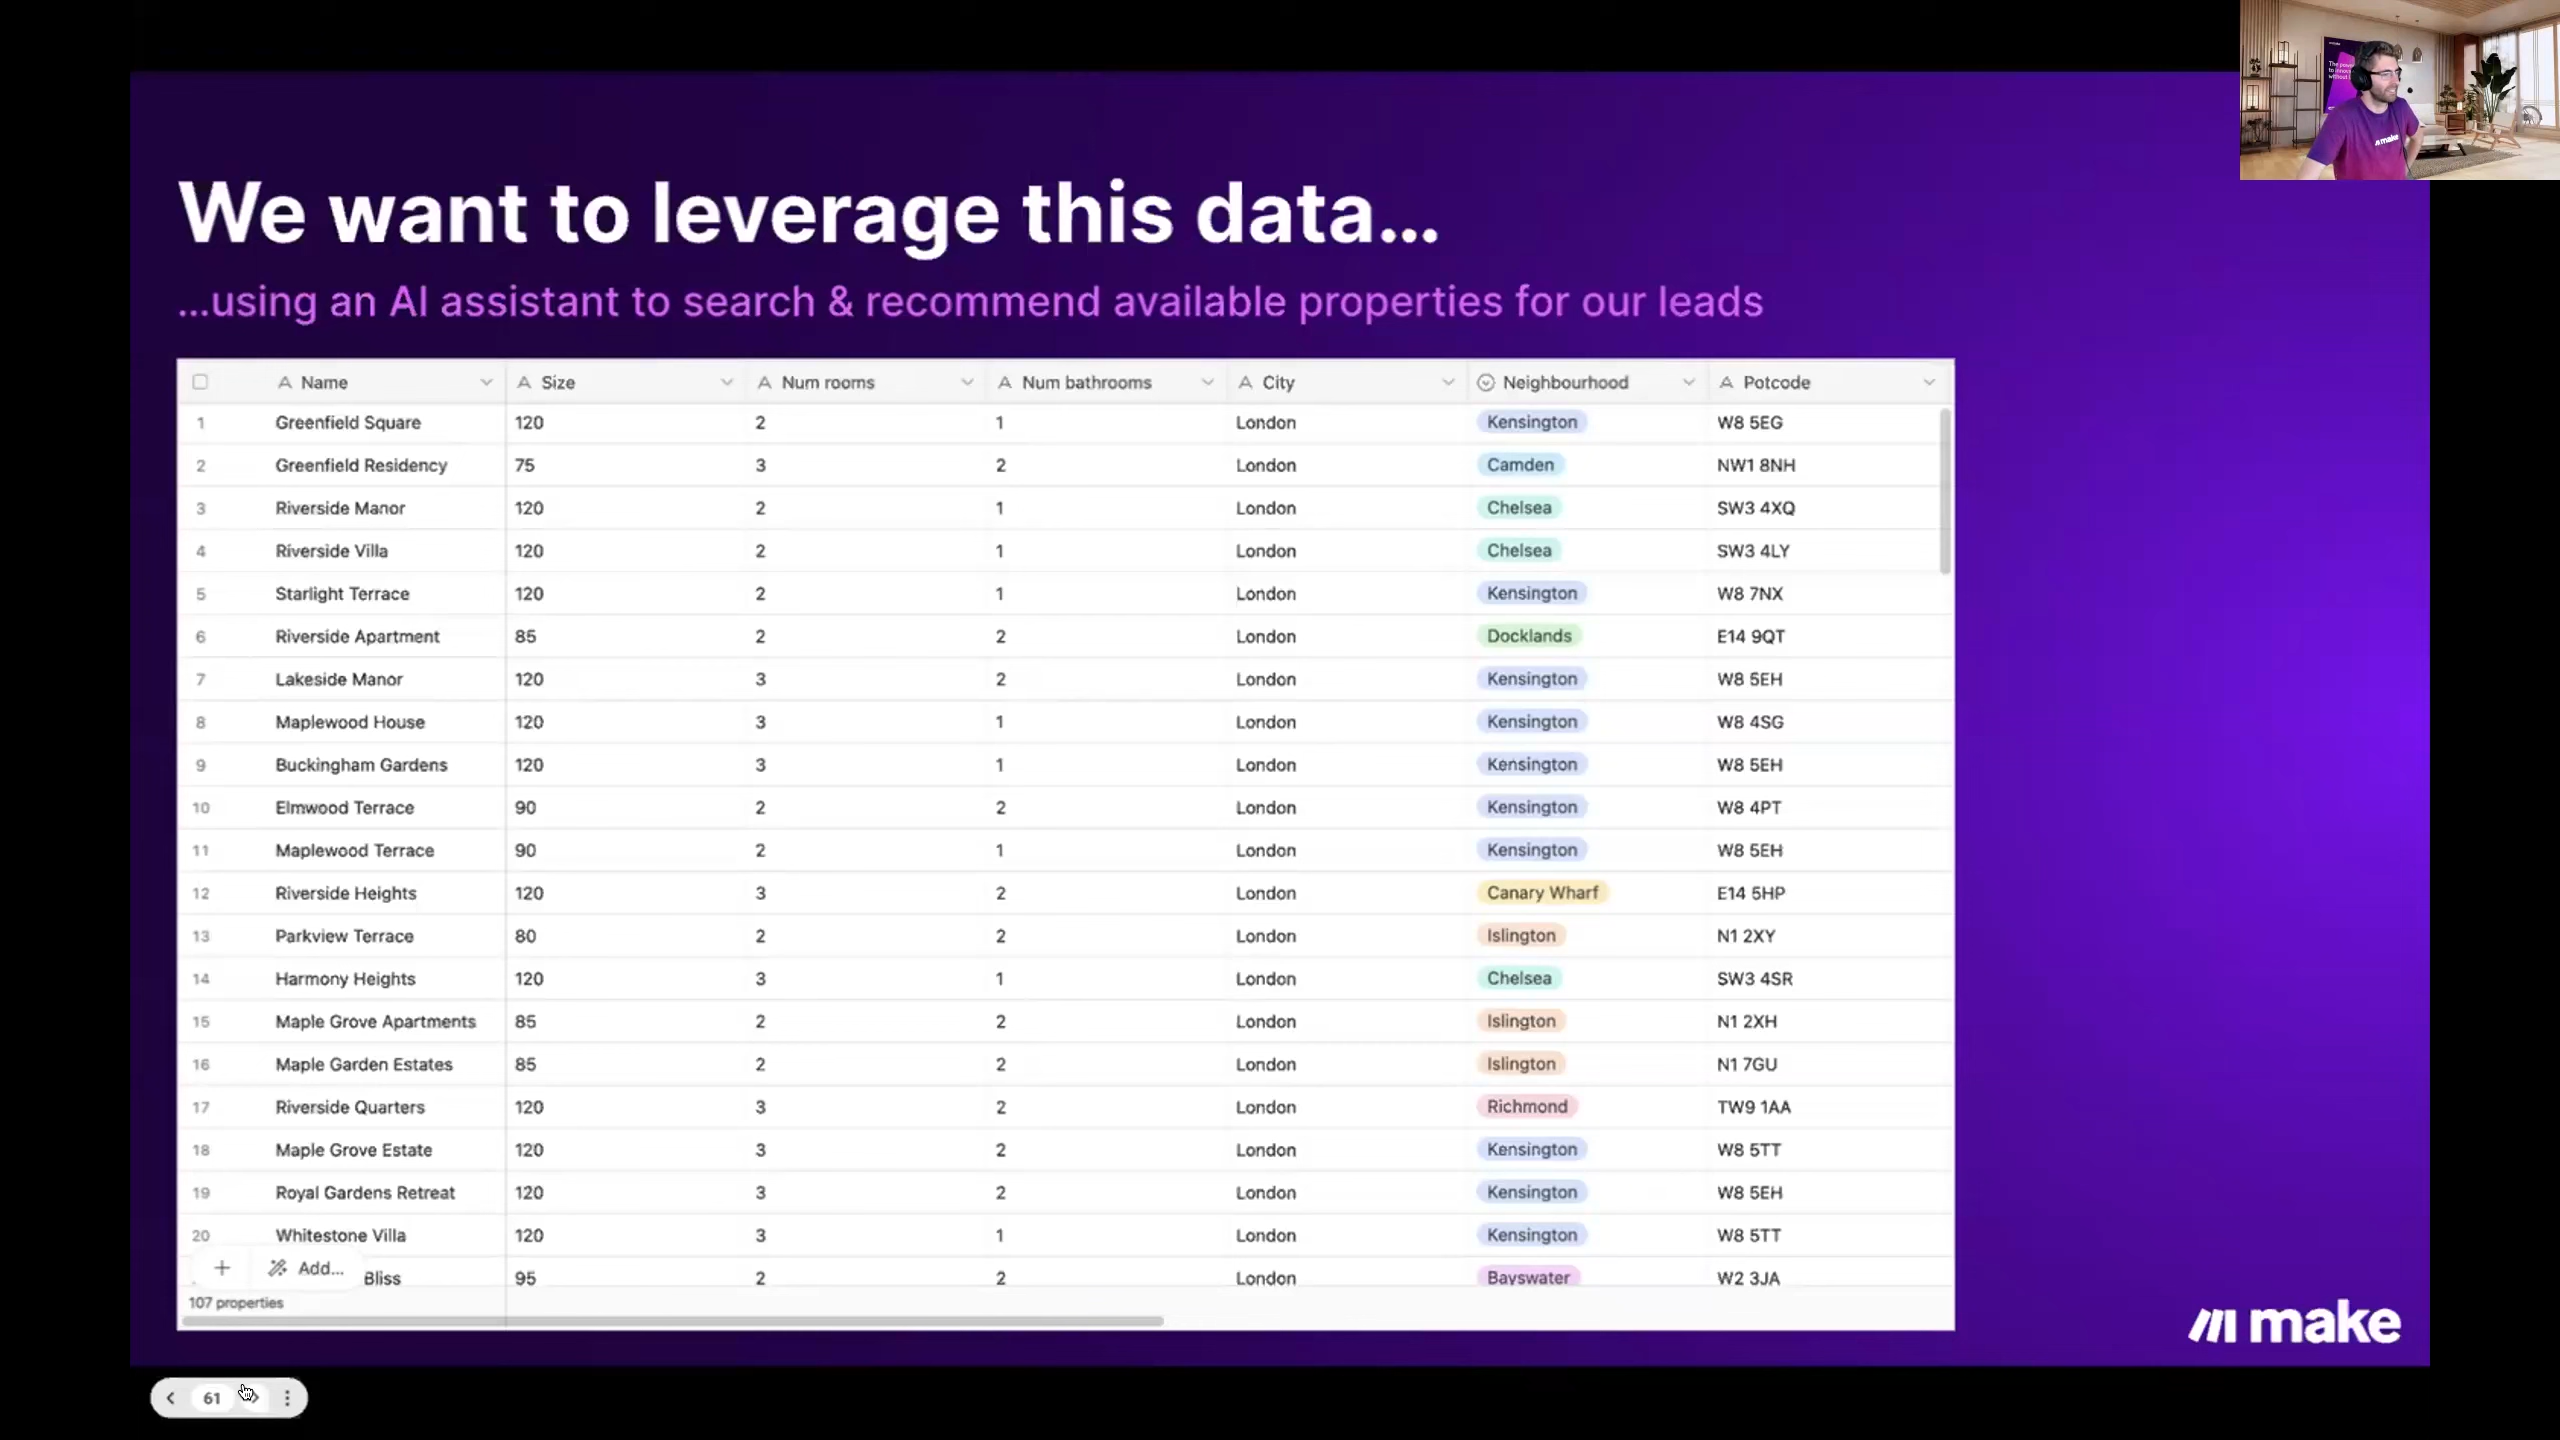 We want to leverage this data...
...using an AI assistant to search & recommend available properties for our leads
Name Size Num rooms Num bathrooms City Neighbourhood Potcode
1 Greenfield Square 120 2 1 London Kensington W8 5EG
2 Greenfield Residency 75 3 2 London Camden NW1 8NH
3 Riverside Manor 120 2 1 London Chelsea SW3 4XQ
4 Riverside Villa 120 2 1 London Chelsea SW3 4LY
5 Starlight Terrace 120 2 1 London Kensington W8 7NX
6 Riverside Apartment 85 2 2 London Docklands E14 9QT
7 Lakeside Manor 120 3 2 London Kensington W8 5EH
8 Maplewood House 120 3 1 London Kensington W8 4SG
9 Buckingham Gardens 120 3 1 London Kensington W8 5EH
10 Elmwood Terrace 90 2 2 London Kensington W8 4PT
11 Maplewood Terrace 90 2 1 London Kensington W8 5EH
12 Riverside Heights 120 3 2 London Canary Wharf E14 5HP
13 Parkview Terrace 80 2 2 London Islington N1 2XY
14 Harmony Heights 120 3 1 London Chelsea SW3 4SR
15 Maple Grove Apartments 85 2 2 London Islington N1 2XH
16 Maple Garden Estates 85 2 2 London Islington N1 7GU
17 Riverside Quarters 120 3 2 London Richmond TW9 1AA
18 Maple Grove Estate 120 3 2 London Kensington W8 5TT
19 Royal Gardens Retreat 120 3 2 London Kensington W8 5EH
20 Whitestone Villa 120 3 1 London Kensington W8 5TT
+ Add... Bliss 95 2 2 London Bayswater W2 3JA
107 properties
make
61